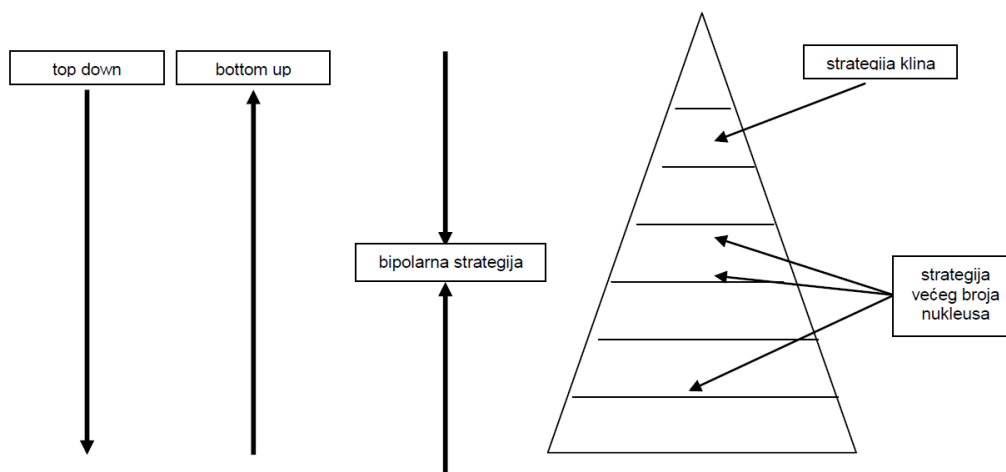 top down
bottom up
strategija klina
bipolarna strategija
strategija
većeg broja
nukleusa